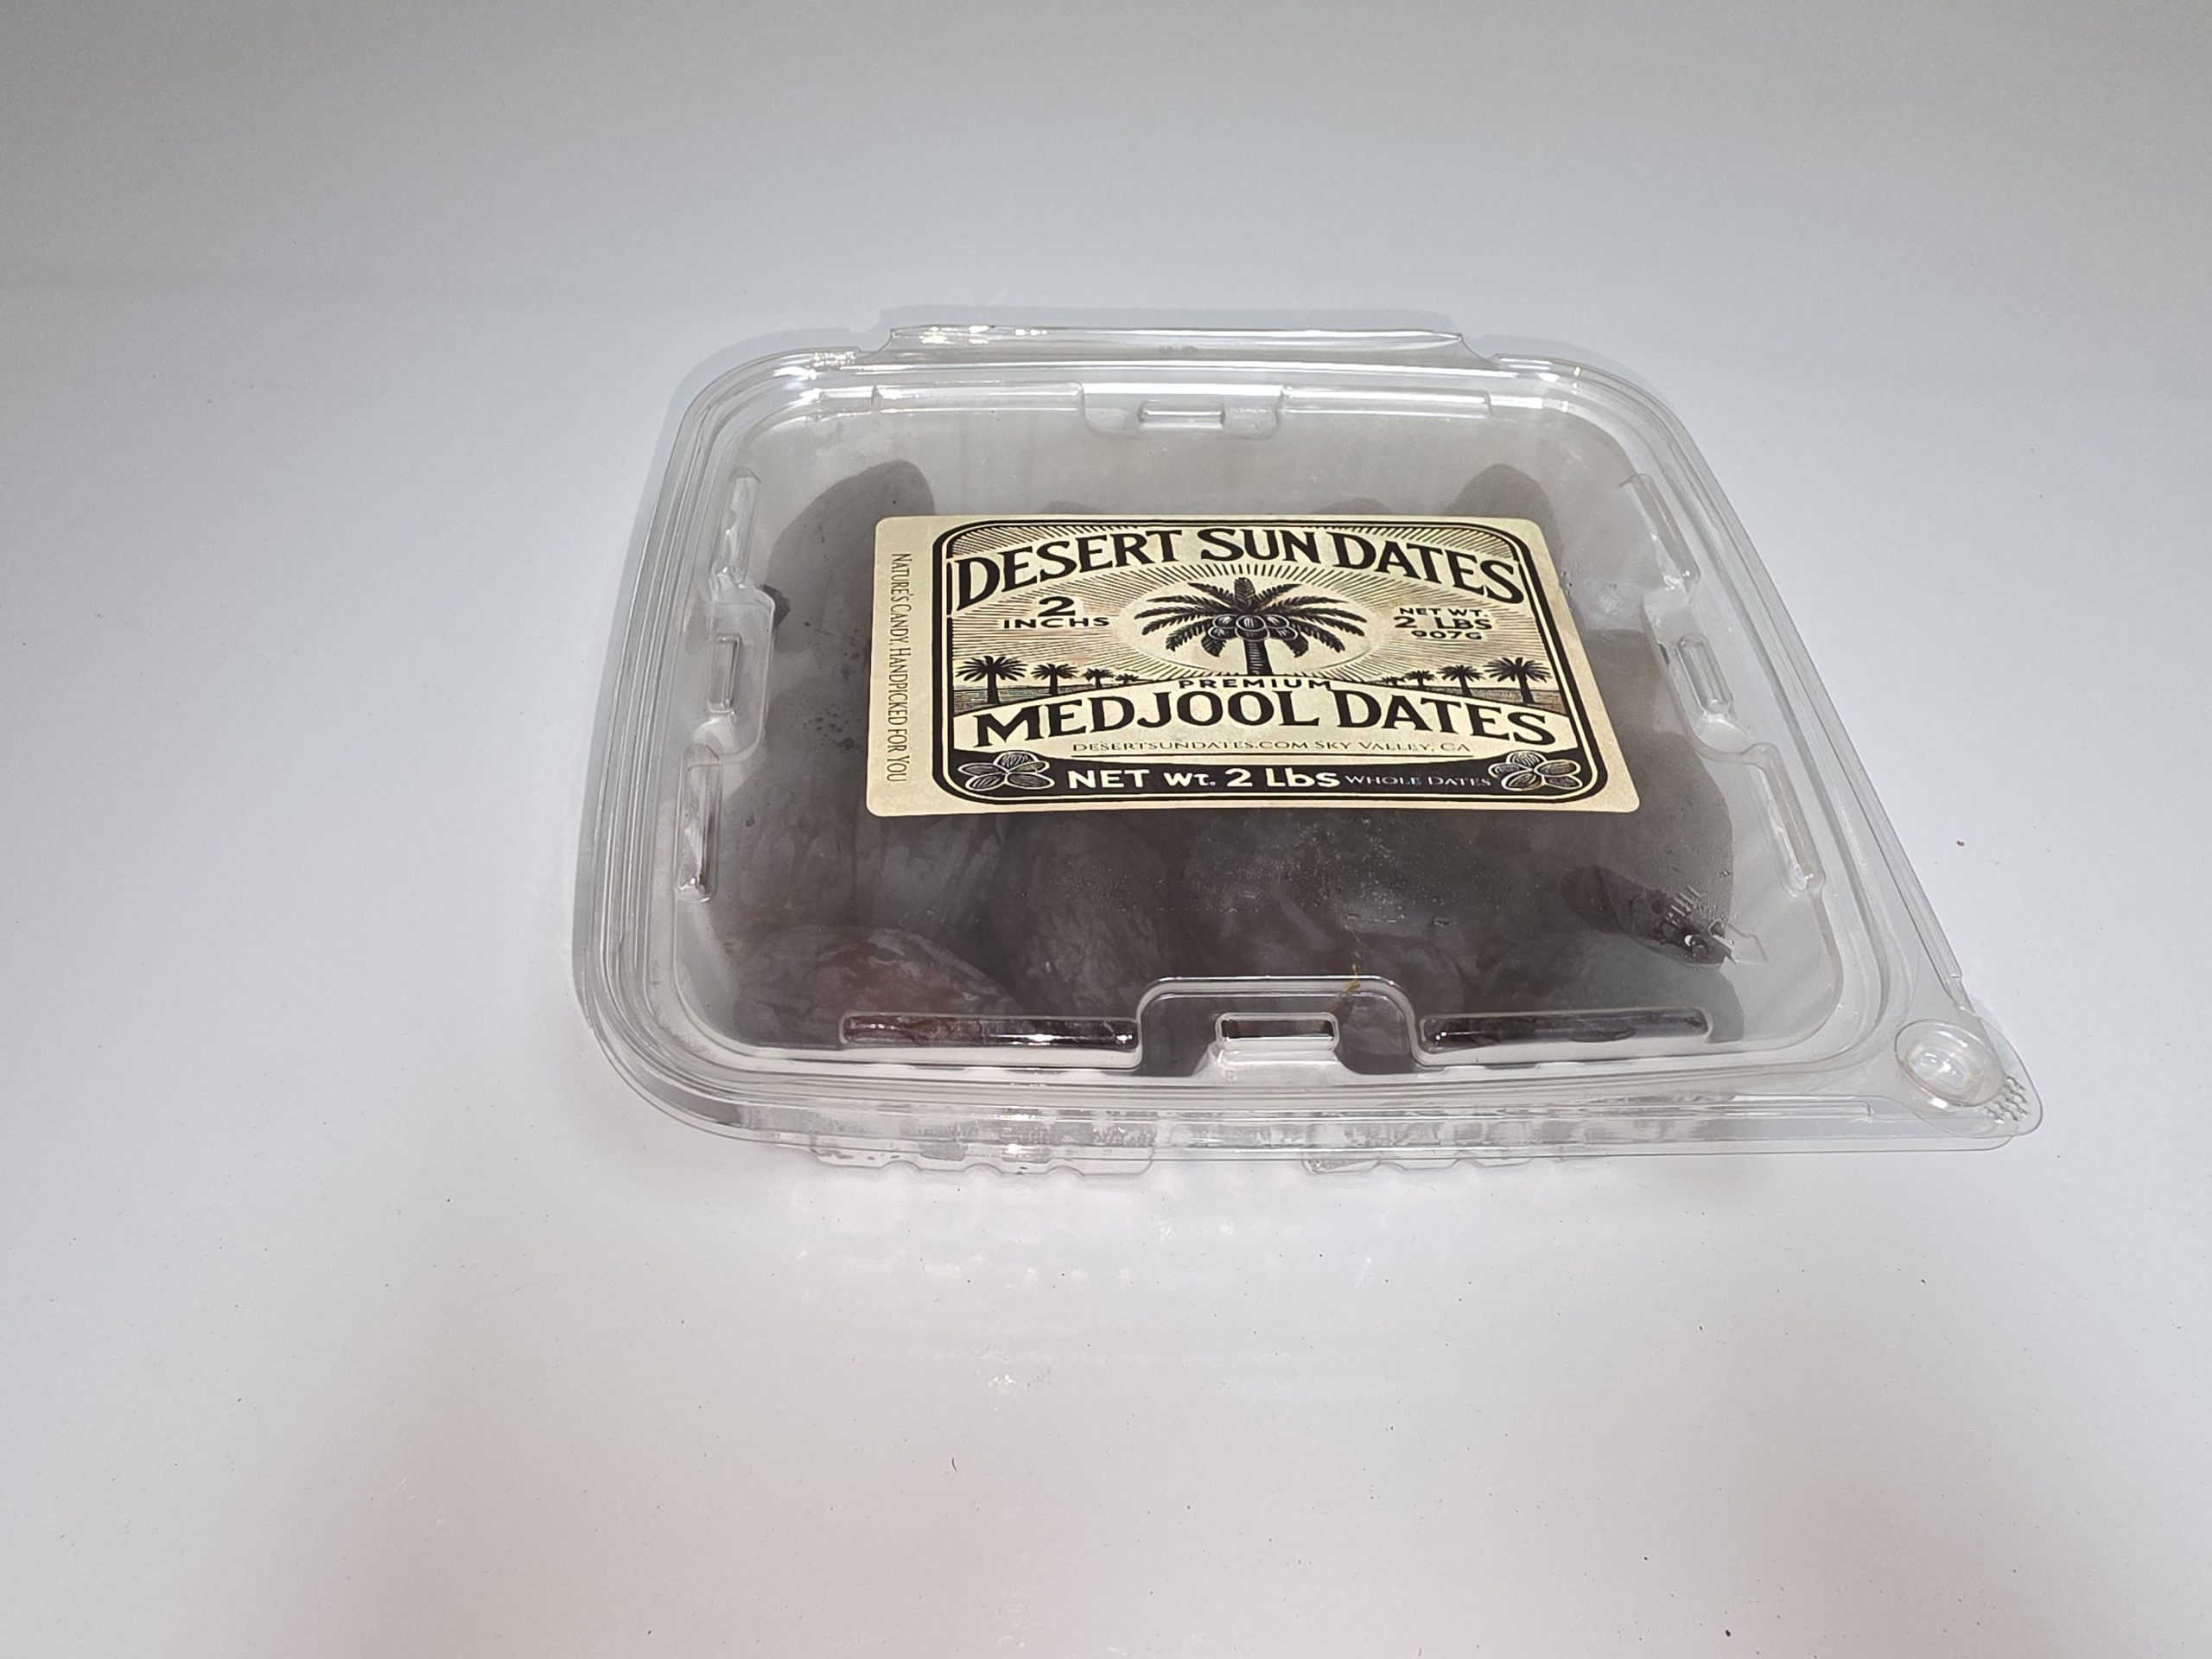 DESERT SUN DATES
2
INCHS
NET WT.
2 LBS
907G
PREMIUM
MEDJOOL DATES
DESERTSUNDATES.COM SKY VALLEY, CA
NET Wt. 2 Lbs WHOLE DATES
NATURE'S CANDY, HANDPICKED FOR YOU